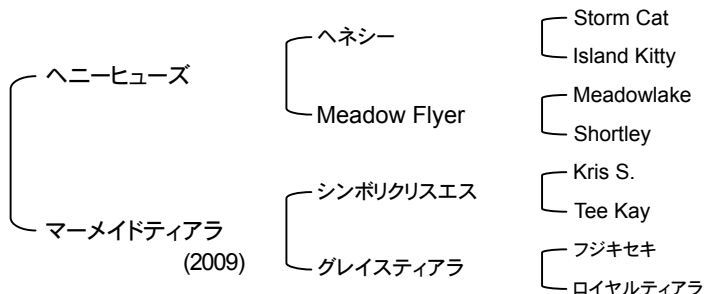 ヘニーヒューズ
マーメイドティアラ
(2009)
ヘネシー
Meadow Flyer
シンボリクリスエス
グレイスティアラ
Storm Cat
Island Kitty
Meadowlake
Shortley
Kris S.
Tee Kay
フジキセキ
ロイヤルティアラ